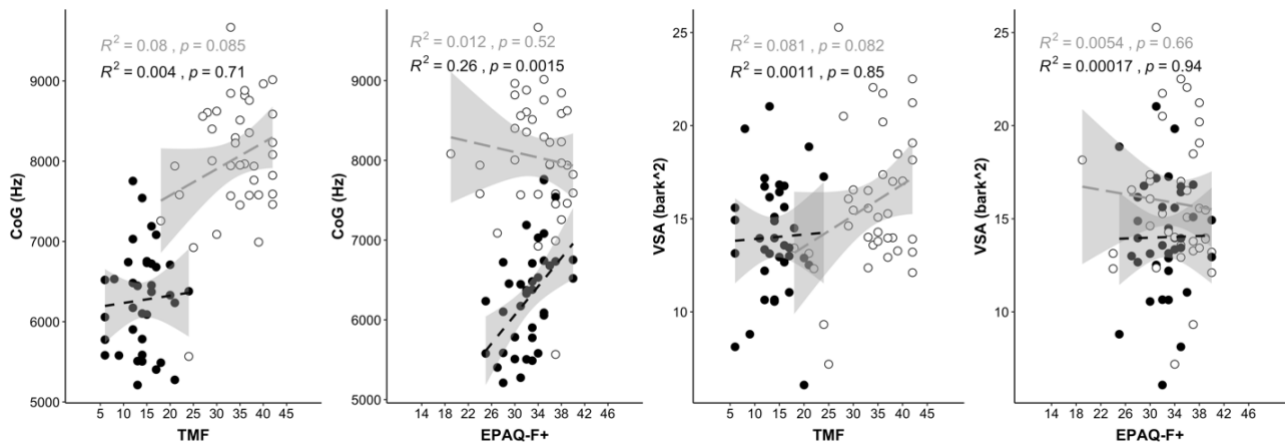 R² = 0.08 , p = 0.085
R² = 0.004 , p = 0.71
CoG (Hz)
9000
8000
7000
6000
5000
5 10 15 20 25 30 35 45
TMF
R² = 0.012 , p = 0.52
R² = 0.26 , p = 0.0015
CoG (Hz)
9000
8000
7000
6000
5000
14 18 22 26 30 34 40 46
EPAQ-F+
R² = 0.081 , p = 0.082
R² = 0.0011 , p = 0.85
VSA (bark^2)
25
20
15
10
5 10 15 20 25 30 35 40 45
TMF
R² = 0.0054 , p = 0.66
R² = 0.00017 , p = 0.94
VSA (bark^2)
25
20
15
10
14 18 22 26 30 34 40 46
EPAQ-F+